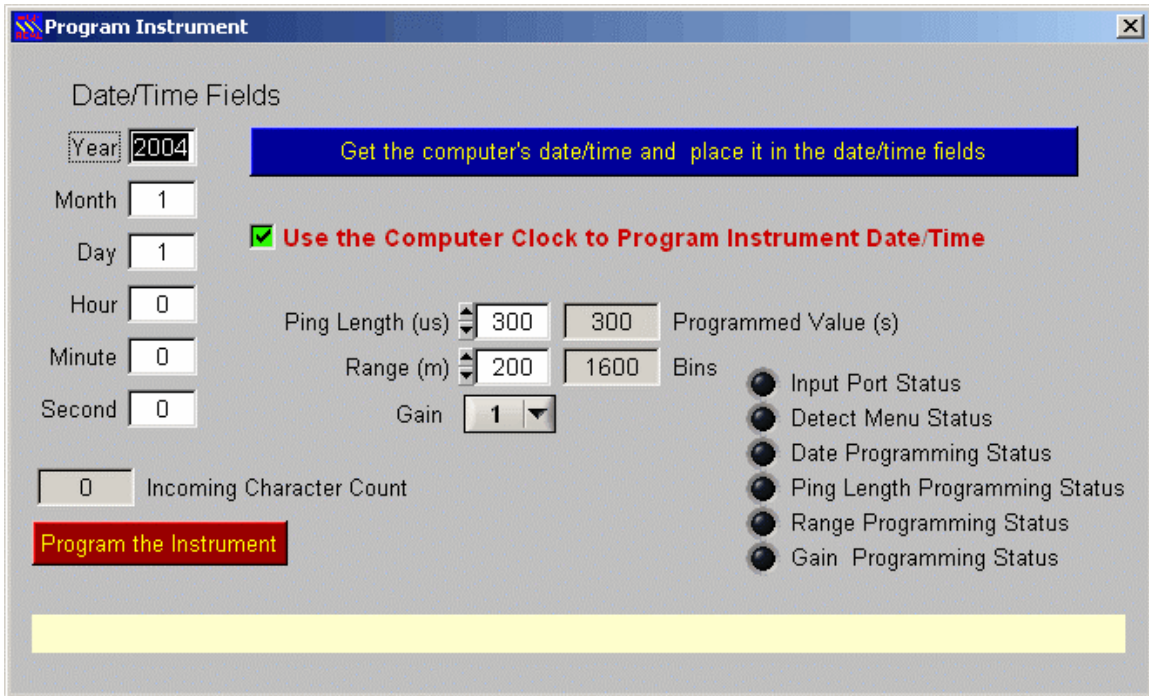 Program Instrument
Date/Time Fields
Year 2004
Get the computer's date/time and place it in the date/time fields
Month 1
Use the Computer Clock to Program Instrument Date/Time
Day 1
Hour 0
Ping Length (us) 300 300 Programmed Value (s)
Minute 0
Range (m) 200 1600 Bins
Second 0
Gain 1
Input Port Status
Detect Menu Status
Date Programming Status
Ping Length Programming Status
Range Programming Status
Gain Programming Status
0 Incoming Character Count
Program the Instrument